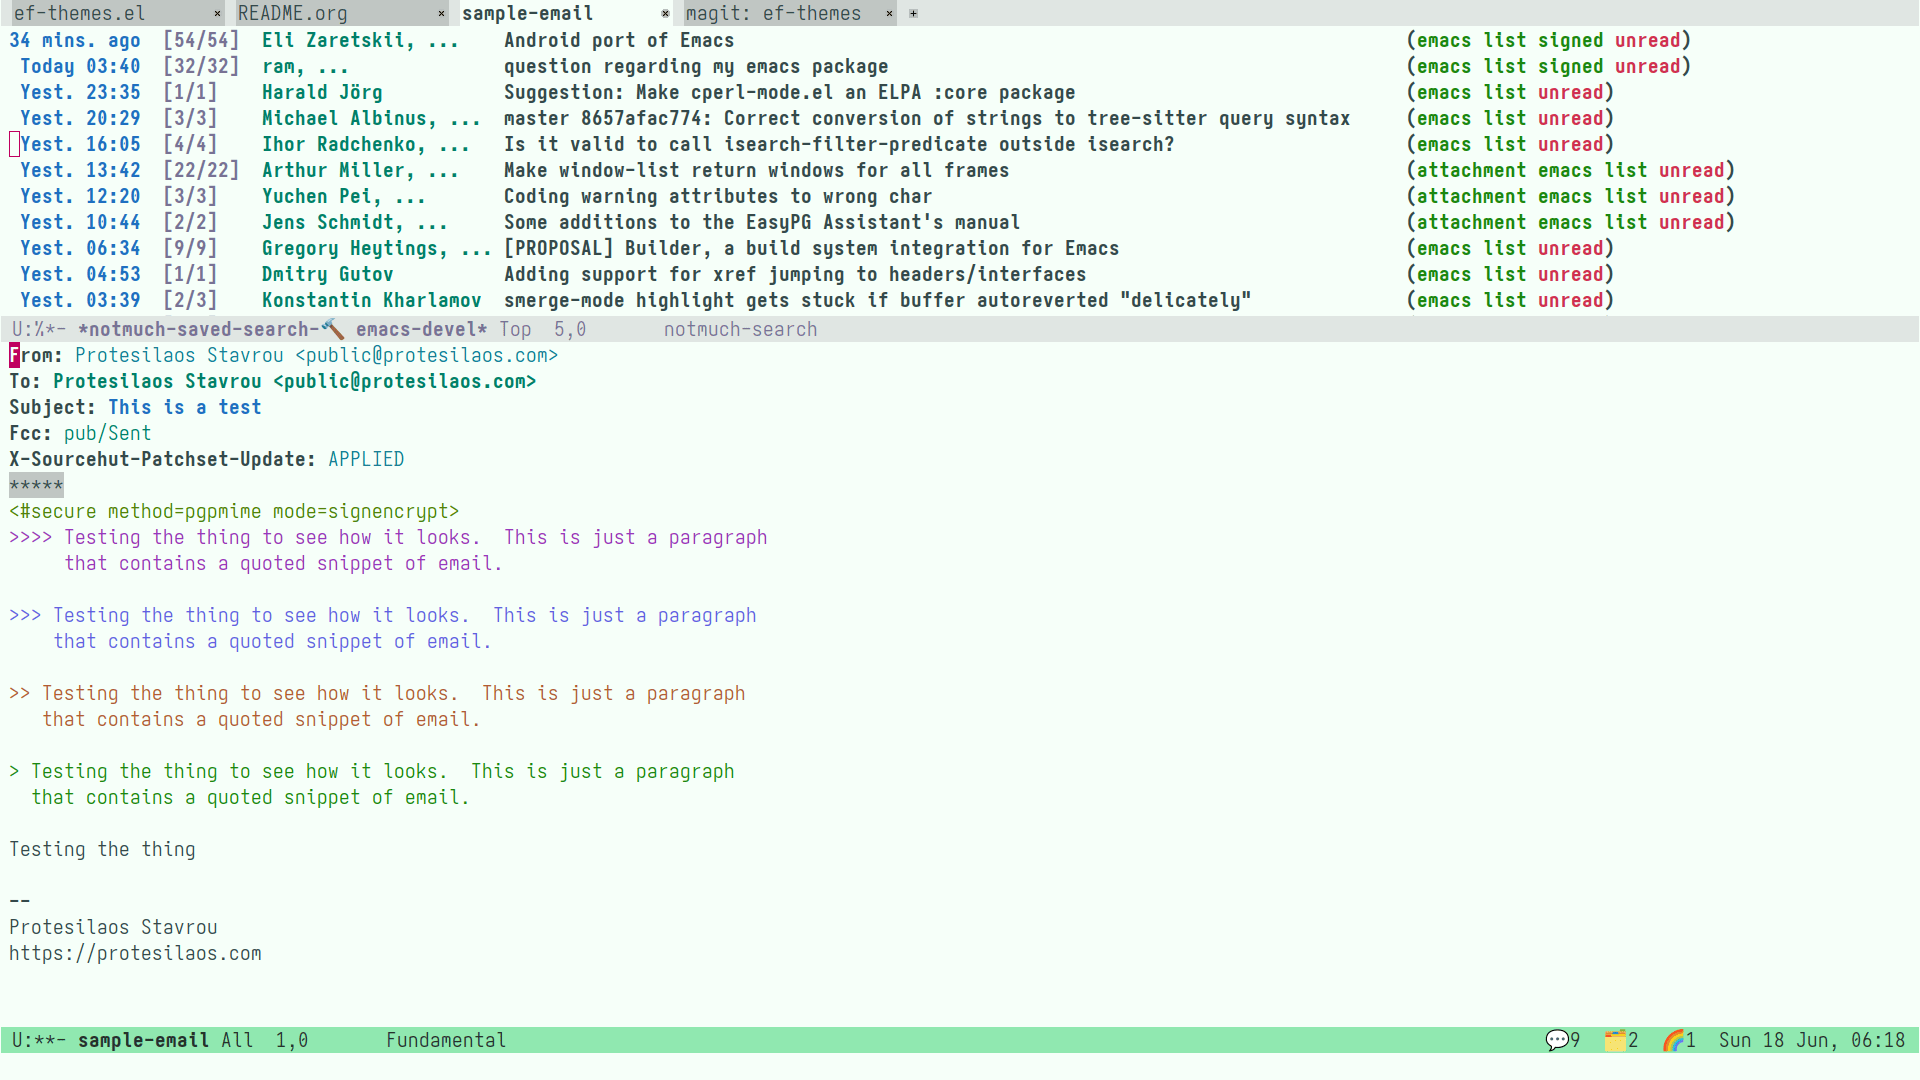 ef-themes.el × README.org × sample-email × magit: ef-themes × +
34 mins. ago [54/54] Eli Zaretskii, ... Android port of Emacs (emacs list signed unread)
Today 03:40 [32/32] ram, ... question regarding my emacs package (emacs list signed unread)
Yest. 23:35 [1/1] Harald Jörg Suggestion: Make cperl-mode.el an ELPA :core package (emacs list unread)
Yest. 20:29 [3/3] Michael Albinus, ... master 8657afac774: Correct conversion of strings to tree-sitter query syntax (emacs list unread)
Yest. 16:05 [4/4] Ihor Radchenko, ... Is it valid to call isearch-filter-predicate outside isearch? (emacs list unread)
Yest. 13:42 [22/22] Arthur Miller, ... Make window-list return windows for all frames (attachment emacs list unread)
Yest. 12:20 [3/3] Yuchen Pei, ... Coding warning attributes to wrong char (attachment emacs list unread)
Yest. 10:44 [2/2] Jens Schmidt, ... Some additions to the EasyPG Assistant's manual (attachment emacs list unread)
Yest. 06:34 [9/9] Gregory Heytings, ... [PROPOSAL] Builder, a build system integration for Emacs (emacs list unread)
Yest. 04:53 [1/1] Dmitry Gutov Adding support for xref jumping to headers/interfaces (emacs list unread)
Yest. 03:39 [2/3] Konstantin Kharlamov smerge-mode highlight gets stuck if buffer autoreverted "delicately" (emacs list unread)
U:%*- *notmuch-saved-search-🔨 emacs-devel* Top 5,0 notmuch-search
From: Protesilaos Stavrou <public@protesilaos.com>
To: Protesilaos Stavrou <public@protesilaos.com>
Subject: This is a test
Fcc: pub/Sent
X-Sourcehut-Patchset-Update: APPLIED
*****
<#secure method=pgpmime mode=signencrypt>
>>>> Testing the thing to see how it looks.  This is just a paragraph
that contains a quoted snippet of email.
>>> Testing the thing to see how it looks.  This is just a paragraph
that contains a quoted snippet of email.
>> Testing the thing to see how it looks.  This is just a paragraph
that contains a quoted snippet of email.
> Testing the thing to see how it looks.  This is just a paragraph
that contains a quoted snippet of email.
Testing the thing
--
Protesilaos Stavrou
https://protesilaos.com
U:**- sample-email All 1,0 Fundamental 💬9 🗂️2 🌈1 Sun 18 Jun, 06:18